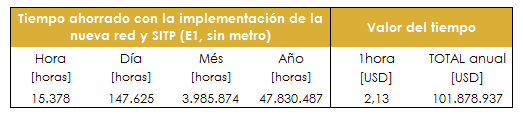 Tiempo ahorrado con la implementación de la nueva red y SITP (E1, sin metro)
Valor del tiempo
Hora Día Més Año 1hora TOTAL anual
[horas] [horas] [horas] [horas] [USD] [USD]
15.378 147.625 3.985.874 47.830.487 2,13 101.878.937